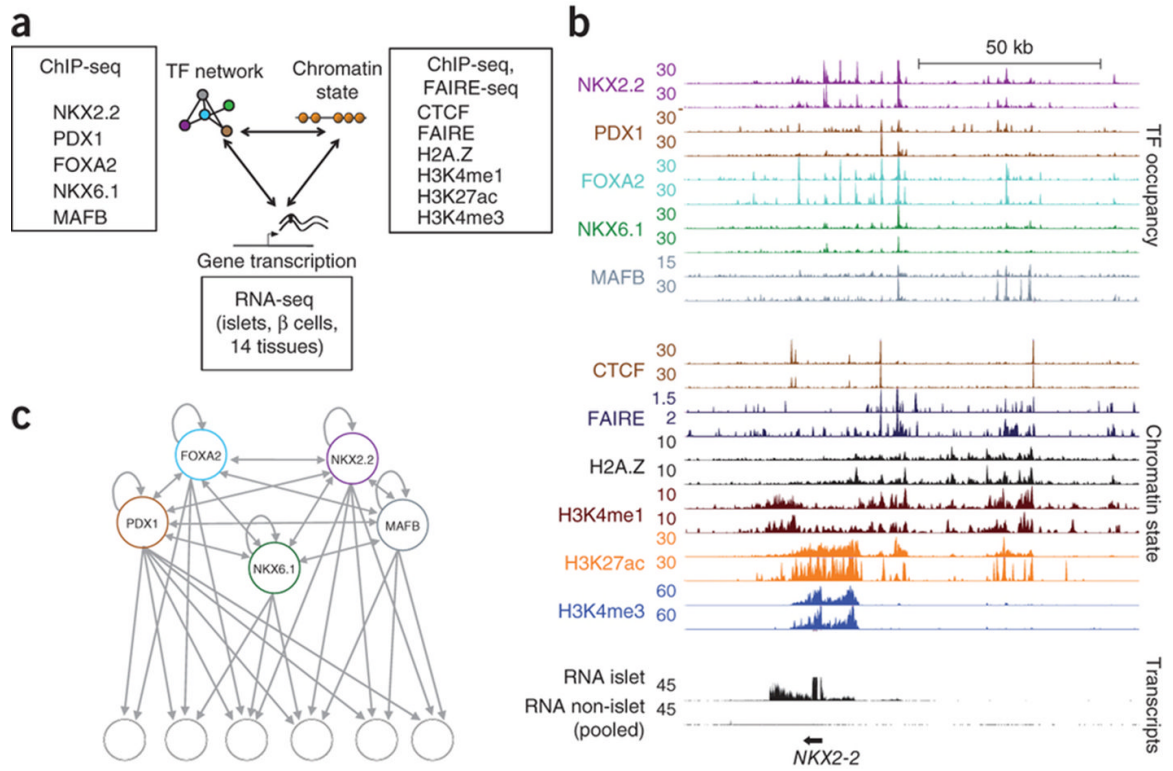 a
ChIP-seq
NKX2.2
PDX1
FOXA2
NKX6.1
MAFB
TF network
Chromatin
state
ChIP-seq,
FAIRE-seq
CTCF
FAIRE
H2A.Z
H3K4me1
H3K27ac
H3K4me3
Gene transcription
RNA-seq
(islets, β cells,
14 tissues)
b
50 kb
NKX2.2
30
30
PDX1
30
30
FOXA2
30
30
NKX6.1
30
30
MAFB
15
30
TF occupancy
CTCF
30
30
FAIRE
1.5
2
H2A.Z
10
10
H3K4me1
10
10
H3K27ac
30
30
H3K4me3
60
60
Chromatin state
RNA islet
45
RNA non-islet
(pooled)
45
Transcripts
NKX2-2
c
FOXA2
NKX2.2
PDX1
MAFB
NKX6.1